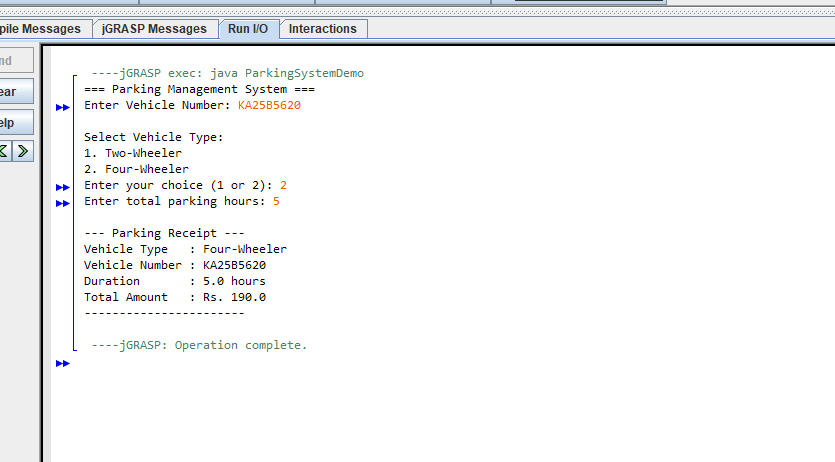 pile Messages jGRASP Messages Run I/O Interactions
nd
ear
elp
----jGRASP exec: java ParkingSystemDemo
=== Parking Management System ===
Enter Vehicle Number: KA25B5620
Select Vehicle Type:
1. Two-Wheeler
2. Four-Wheeler
Enter your choice (1 or 2): 2
Enter total parking hours: 5
--- Parking Receipt ---
Vehicle Type   : Four-Wheeler
Vehicle Number : KA25B5620
Duration       : 5.0 hours
Total Amount   : Rs. 190.0
-----------------------
----jGRASP: Operation complete.